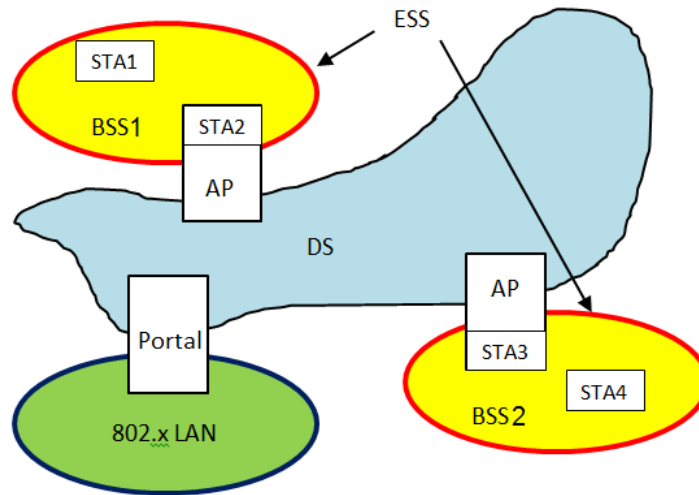 ESS
STA1
BSS1
STA2
AP
DS
AP
Portal
STA3
STA4
BSS2
802.x LAN